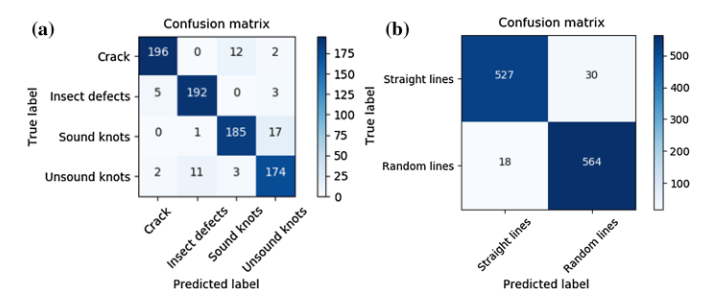 (a)
Confusion matrix
True label
Crack
Insect defects
Sound knots
Unsound knots
196 0 12 2
5 192 0 3
0 1 185 17
2 11 3 174
Crack
Insect defects
Sound knots
Unsound knots
Predicted label
175
150
125
100
75
50
25
0
(b)
Confusion matrix
True label
Straight lines
Random lines
527 30
18 564
Straight lines
Random lines
Predicted label
500
400
300
200
100